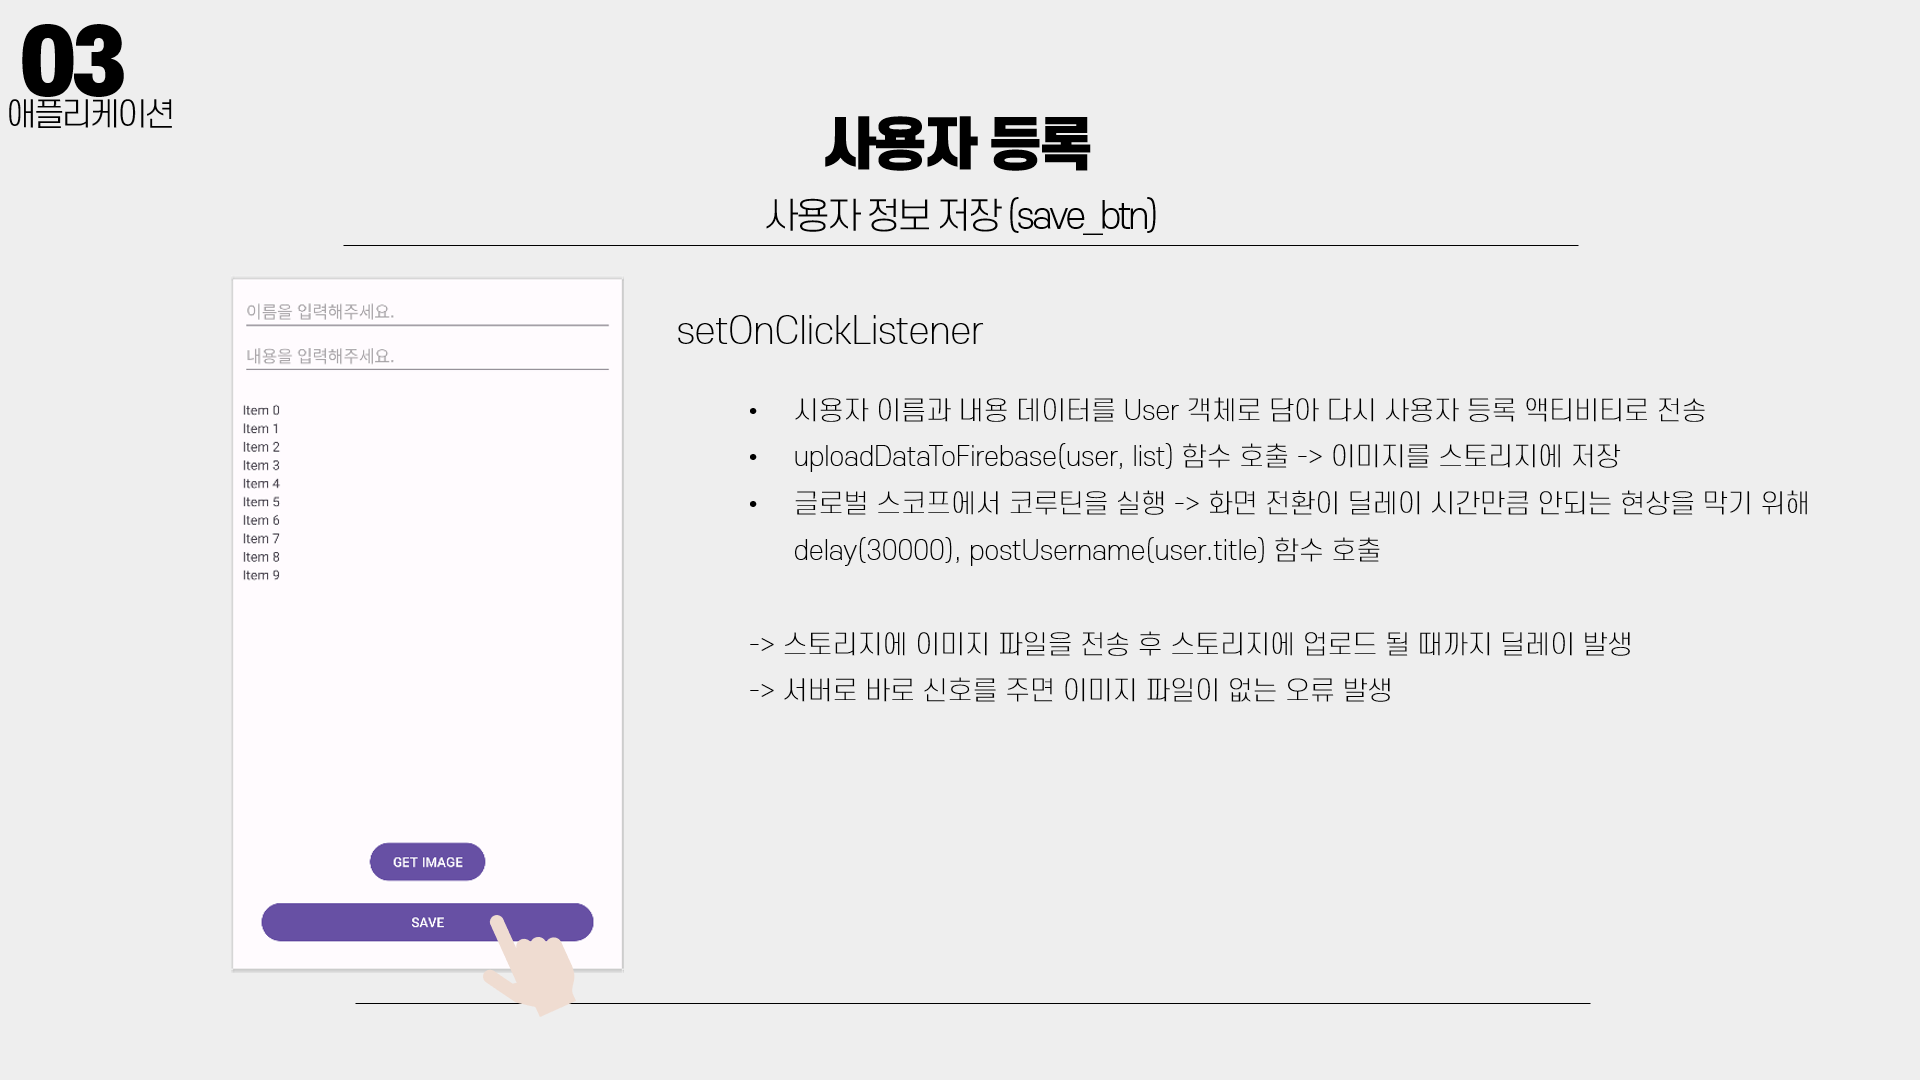 03
애플리케이션
사용자 등록
사용자 정보 저장 (save_btn)
이름을 입력해주세요.
내용을 입력해주세요.
Item 0
Item 1
Item 2
Item 3
Item 4
Item 5
Item 6
Item 7
Item 8
Item 9
GET IMAGE
SAVE
setOnClickListener
• 시용자 이름과 내용 데이터를 User 객체로 담아 다시 사용자 등록 액티비티로 전송
• uploadDataToFirebase(user, list) 함수 호출 -> 이미지를 스토리지에 저장
• 글로벌 스코프에서 코루틴을 실행 -> 화면 전환이 딜레이 시간만큼 안되는 현상을 막기 위해
delay(30000), postUsername(user.title) 함수 호출
-> 스토리지에 이미지 파일을 전송 후 스토리지에 업로드 될 때까지 딜레이 발생
-> 서버로 바로 신호를 주면 이미지 파일이 없는 오류 발생